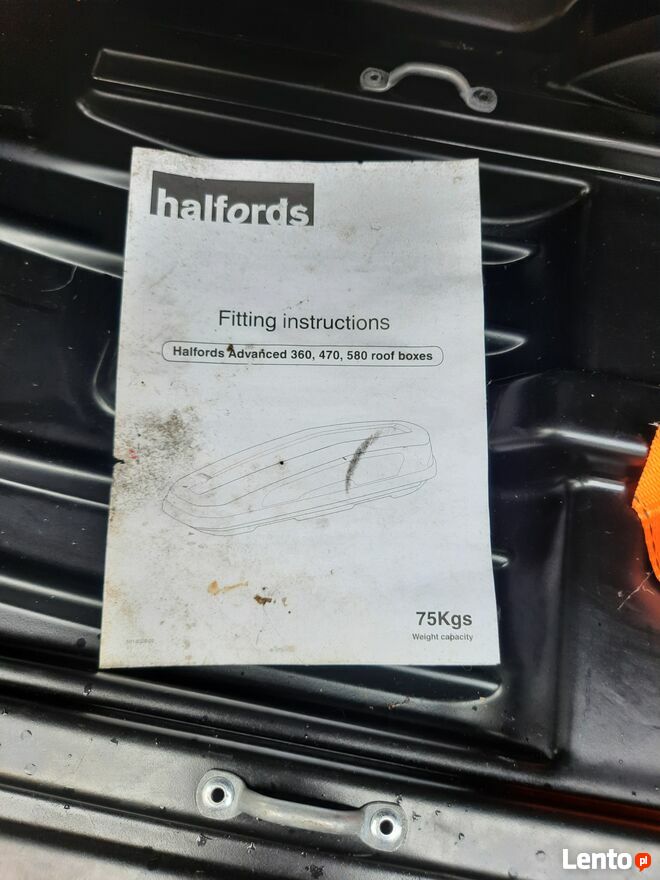 halfords
Fitting instructions
Halfords Advanced 360, 470, 580 roof boxes
75Kgs
Weight capacity
Lento.pl